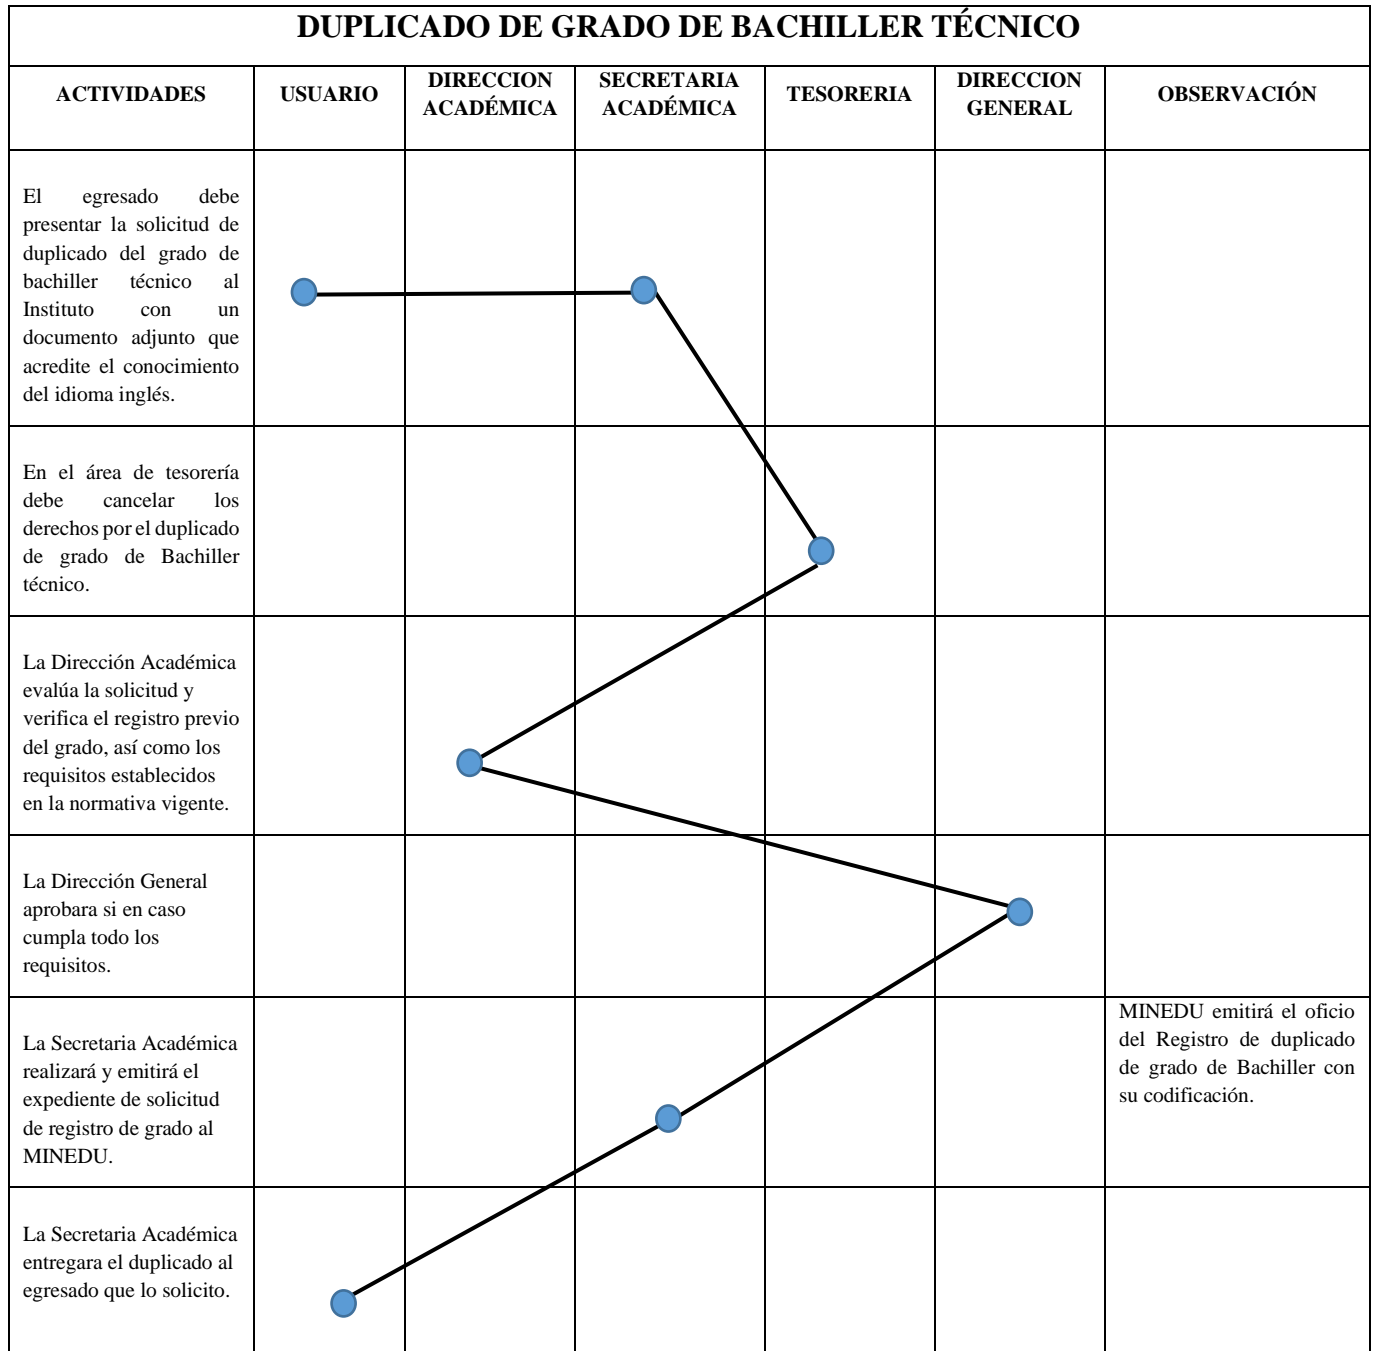 DUPLICADO DE GRADO DE BACHILLER TÉCNICO
ACTIVIDADES
USUARIO
DIRECCION
ACADÉMICA
SECRETARIA
ACADÉMICA
TESORERIA
DIRECCION
GENERAL
OBSERVACIÓN
El egresado debe
presentar la solicitud de
duplicado del grado de
bachiller técnico al
Instituto con un
documento adjunto que
acredite el conocimiento
del idioma inglés.
En el área de tesorería
debe cancelar los
derechos por el duplicado
de grado de Bachiller
técnico.
La Dirección Académica
evalúa la solicitud y
verifica el registro previo
del grado, así como los
requisitos establecidos
en la normativa vigente.
La Dirección General
aprobara si en caso
cumpla todo los
requisitos.
La Secretaria Académica
realizará y emitirá el
expediente de solicitud
de registro de grado al
MINEDU.
MINEDU emitirá el oficio
del Registro de duplicado
de grado de Bachiller con
su codificación.
La Secretaria Académica
entregara el duplicado al
egresado que lo solicito.